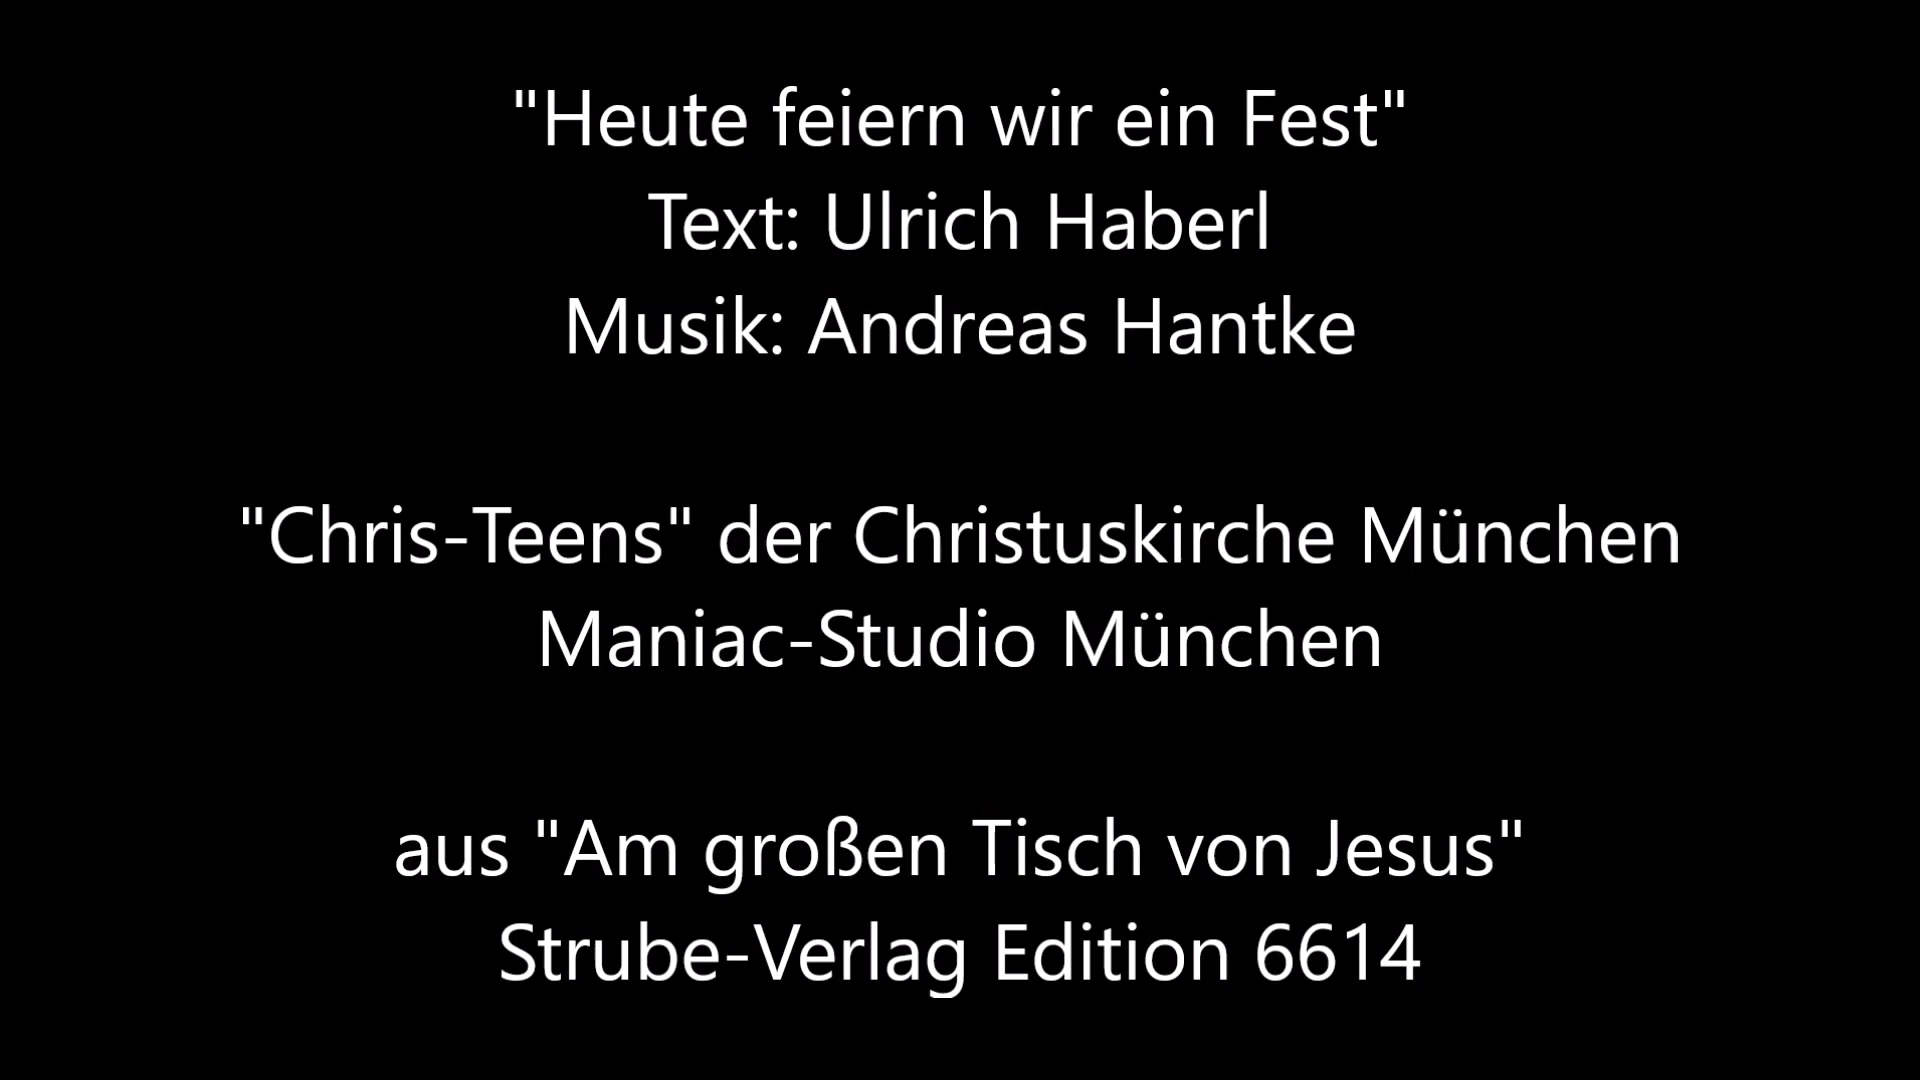 "Heute feiern wir ein Fest"
Text: Ulrich Haberl
Musik: Andreas Hantke
"Chris-Teens" der Christuskirche München
Maniac-Studio München
aus "Am großen Tisch von Jesus"
Strube-Verlag Edition 6614